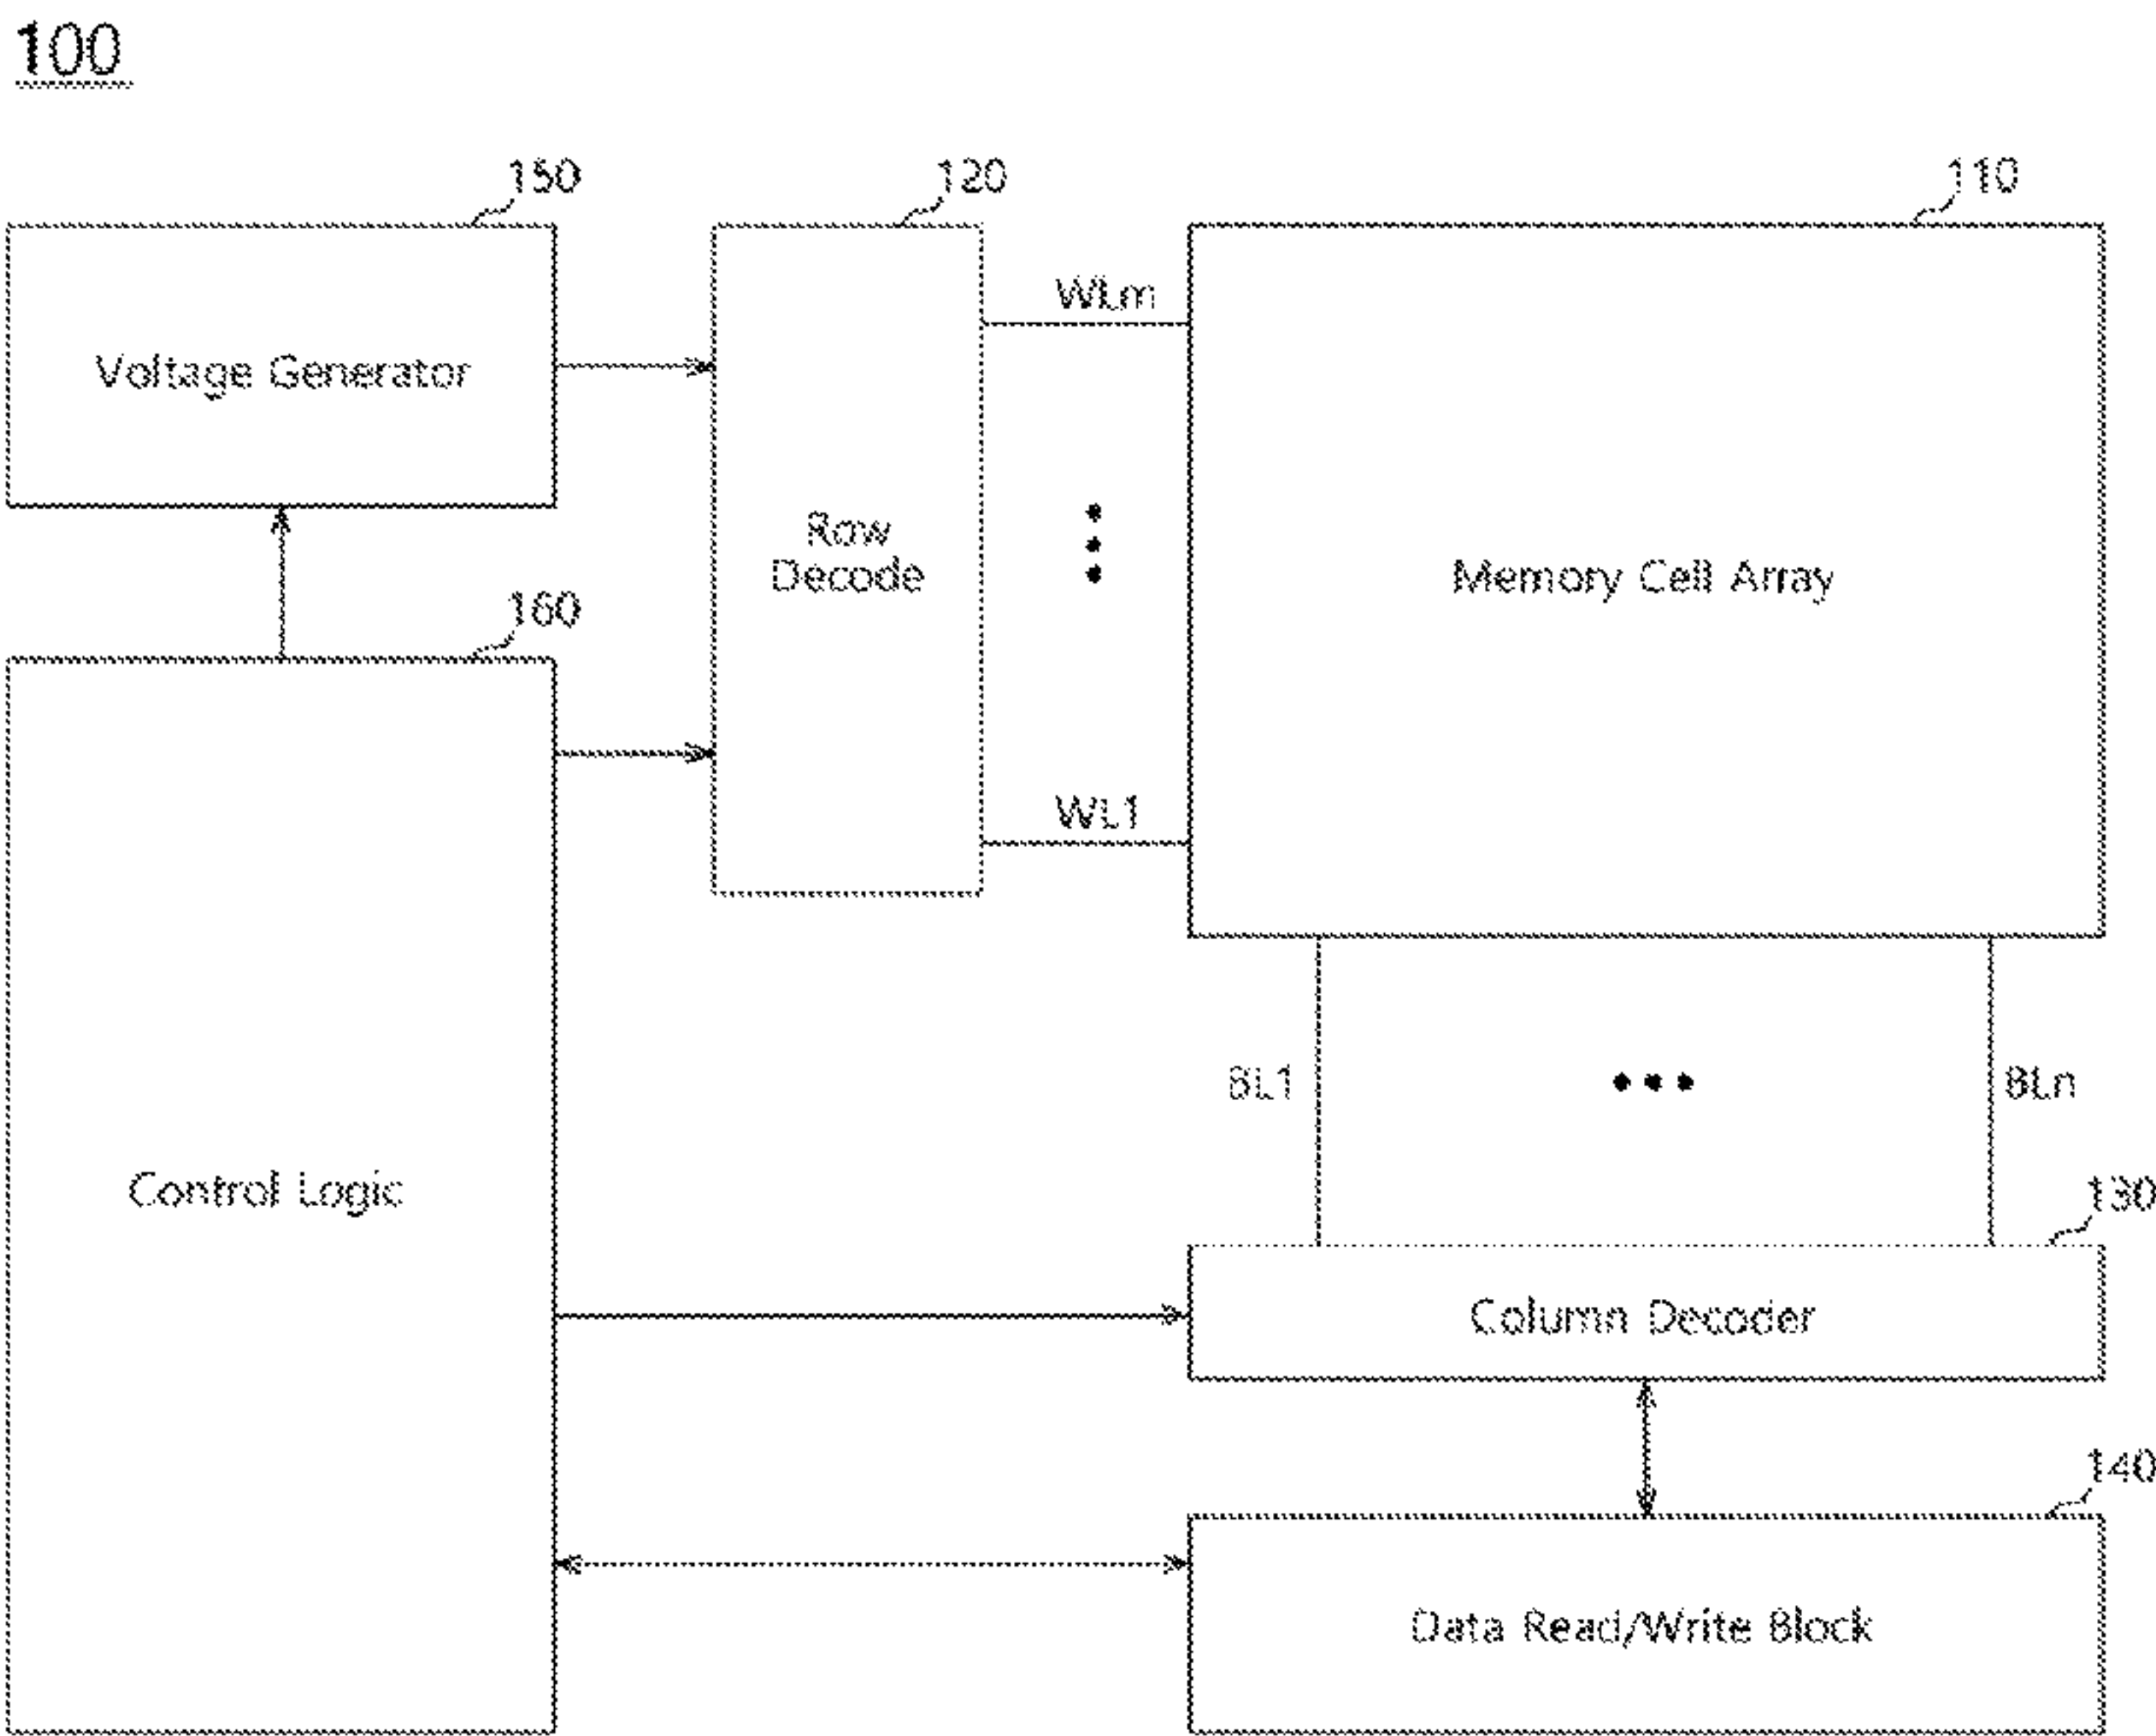 100
150
120
110
WLm
Voltage Generator
Row
Decode
Memory Cell Array
160
WL1
BL1
BLn
Control Logic
130
Column Decoder
140
Data Read/Write Block